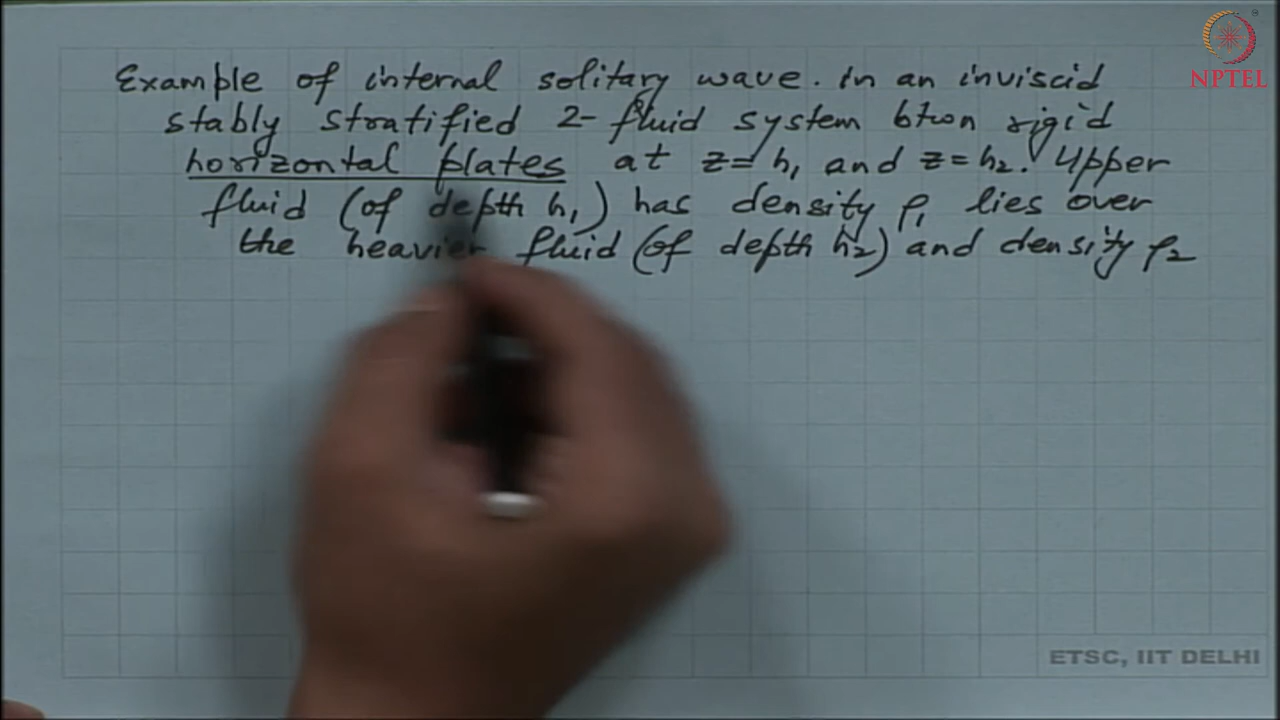 NPTEL
Example of internal solitary wave. In an inviscid
stably stratified 2-fluid system btwn rigid
horizontal plates at z=h₁ and z=h₂. Upper
fluid (of depth h₁) has density ρ₁ lies over
the heavier fluid (of depth h₂) and density ρ₂
ETSC, IIT DELHI